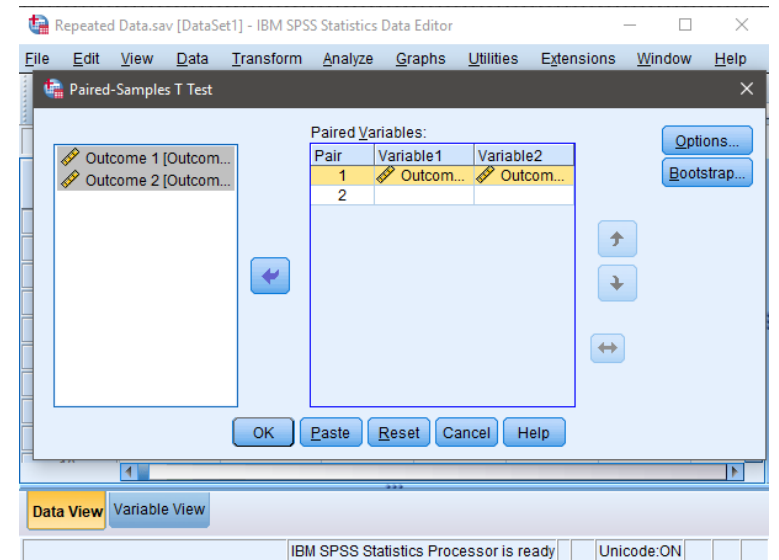 Repeated Data.sav [DataSet1] - IBM SPSS Statistics Data Editor
File Edit View Data Transform Analyze Graphs Utilities Extensions Window Help
Paired-Samples T Test
Paired Variables:
Options...
Outcome 1 [Outcom...
Pair Variable1 Variable2
Outcome 2 [Outcom...
1 Outcom... Outcom...
Bootstrap...
2
OK Paste Reset Cancel Help
Data View Variable View
IBM SPSS Statistics Processor is ready Unicode:ON